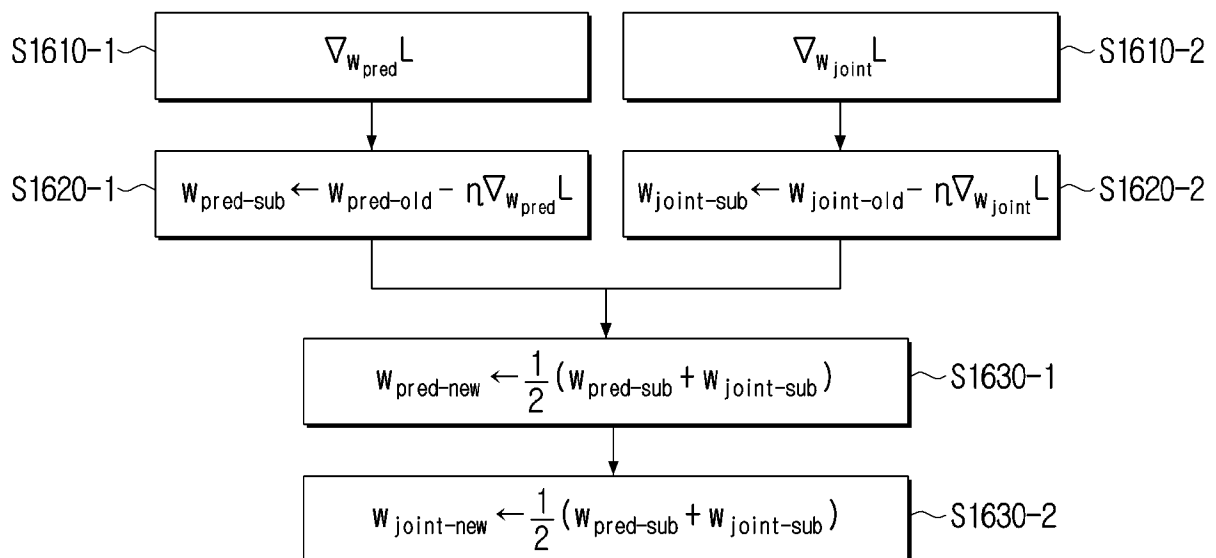 S1610-1
∇w_pred L
∇w_joint L
S1610-2
S1620-1
w_pred-sub ← w_pred-old - η∇w_pred L
w_joint-sub ← w_joint-old - η∇w_joint L
S1620-2
w_pred-new ← 1/2 (w_pred-sub + w_joint-sub)
S1630-1
w_joint-new ← 1/2 (w_pred-sub + w_joint-sub)
S1630-2